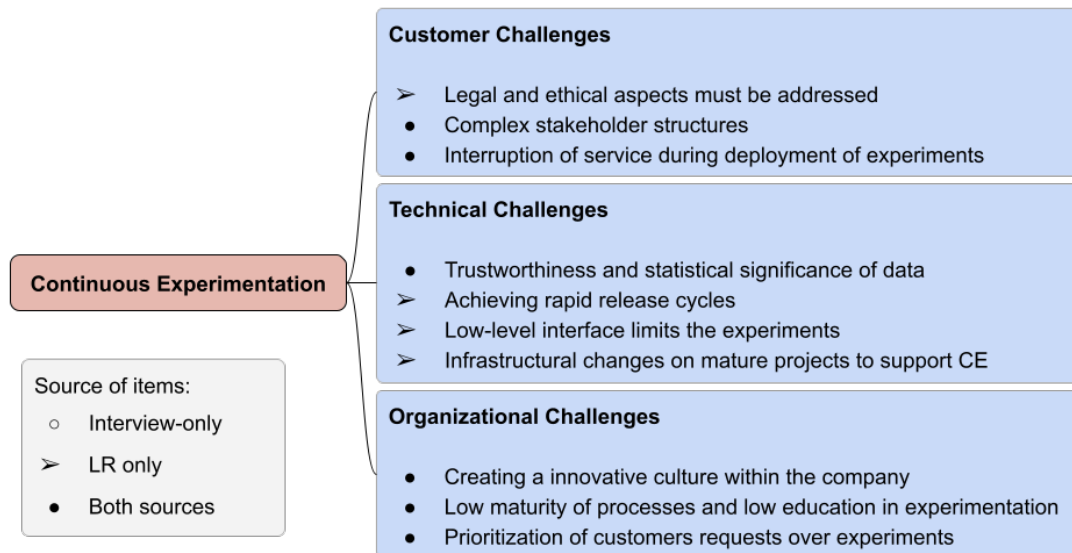 Customer Challenges
➢ Legal and ethical aspects must be addressed
● Complex stakeholder structures
● Interruption of service during deployment of experiments
Technical Challenges
● Trustworthiness and statistical significance of data
➢ Achieving rapid release cycles
➢ Low-level interface limits the experiments
➢ Infrastructural changes on mature projects to support CE
Organizational Challenges
● Creating a innovative culture within the company
● Low maturity of processes and low education in experimentation
● Prioritization of customers requests over experiments
Continuous Experimentation
Source of items:
○ Interview-only
➢ LR only
● Both sources